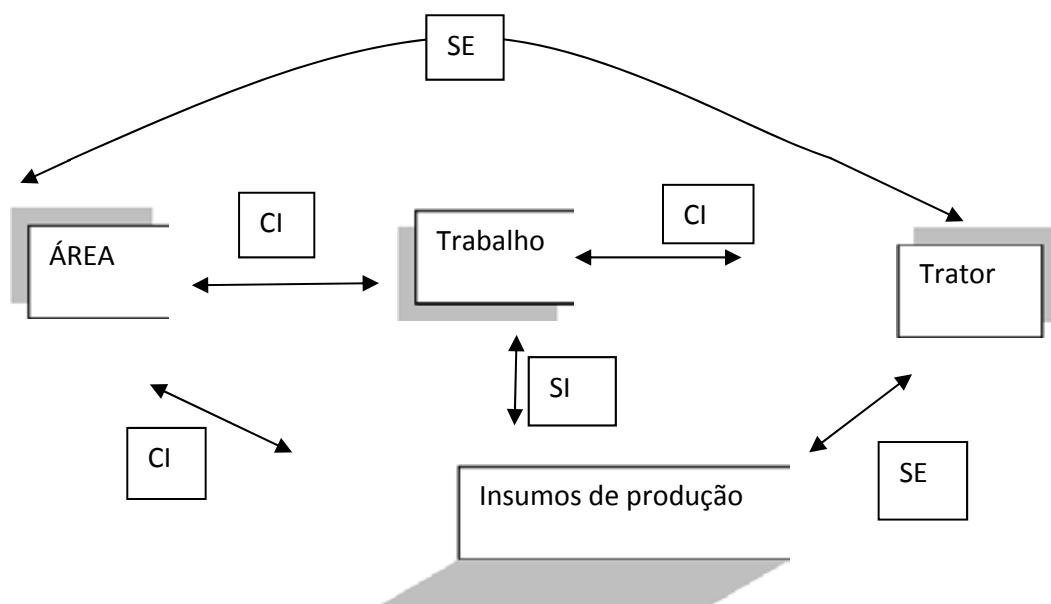 SE
CI
CI
ÁREA
Trabalho
Trator
SI
CI
SE
Insumos de produção